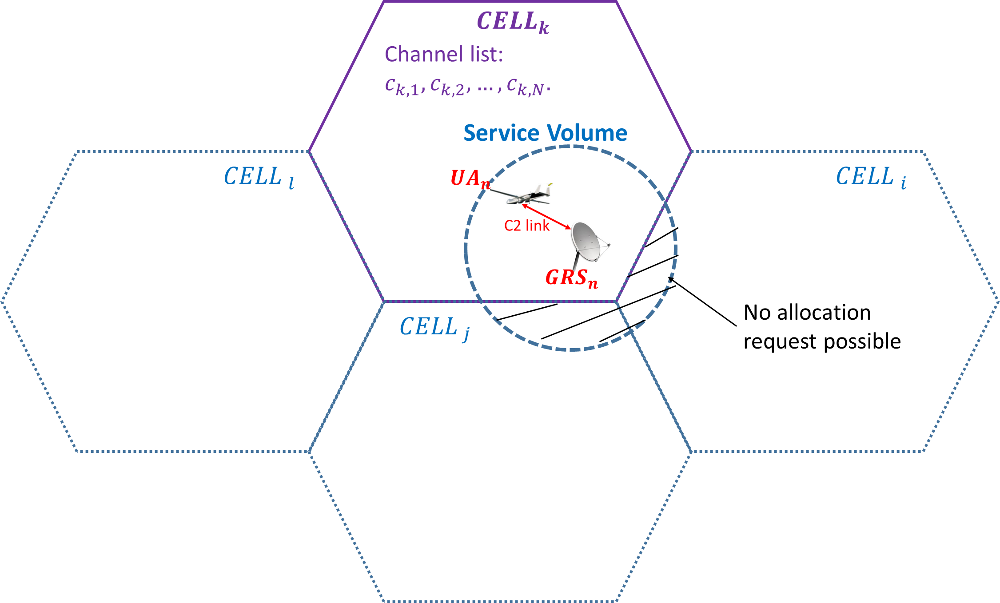 CELLₖ
Channel list:
cₖ,₁, cₖ,₂, ..., cₖ,N.
Service Volume
CELL l
UAₙ
CELL i
C2 link
GRSₙ
CELL j
No allocation
request possible